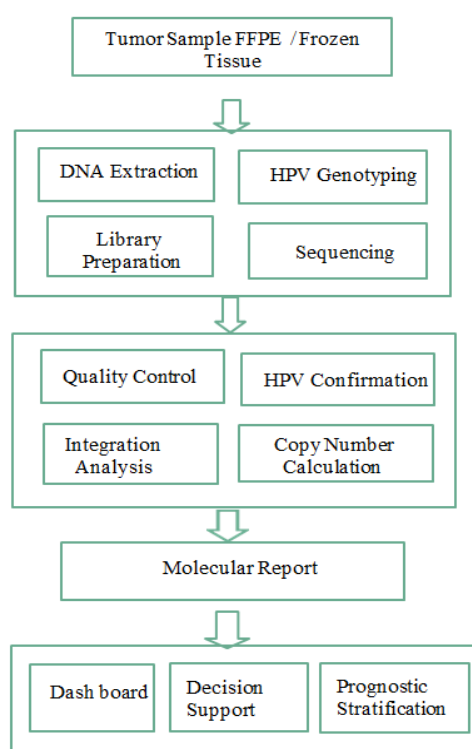 Tumor Sample FFPE / Frozen
Tissue
DNA Extraction
HPV Genotyping
Library
Preparation
Sequencing
Quality Control
HPV Confirmation
Integration
Analysis
Copy Number
Calculation
Molecular Report
Dash board
Decision
Support
Prognostic
Stratification